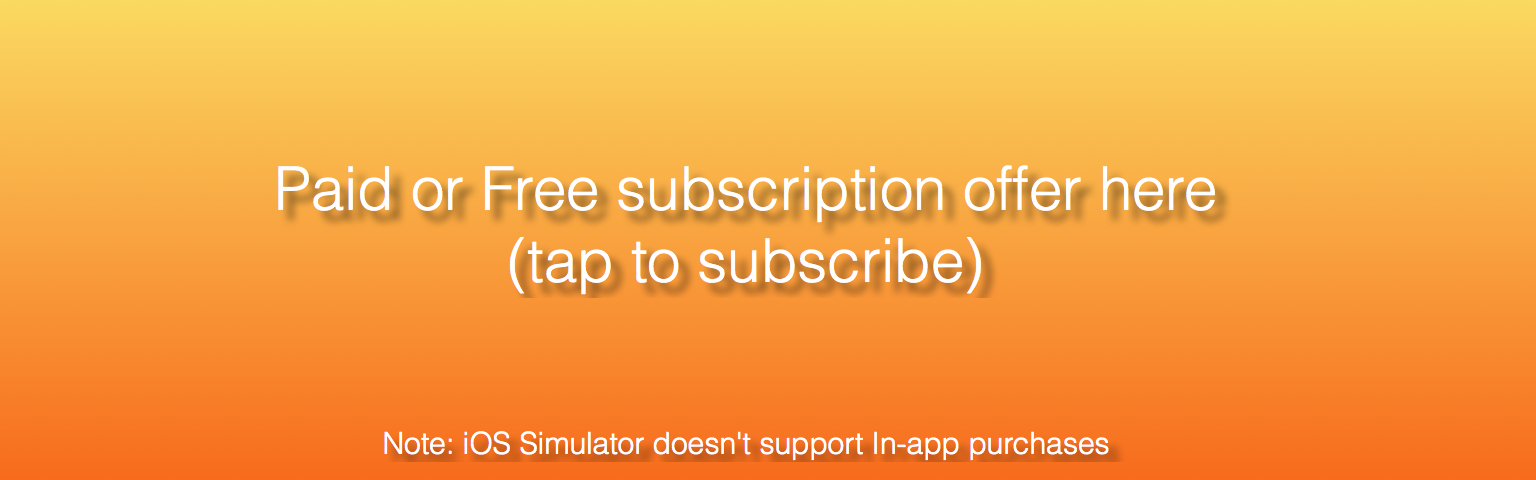 Paid or Free subscription offer here
(tap to subscribe)
Note: iOS Simulator doesn't support In-app purchases